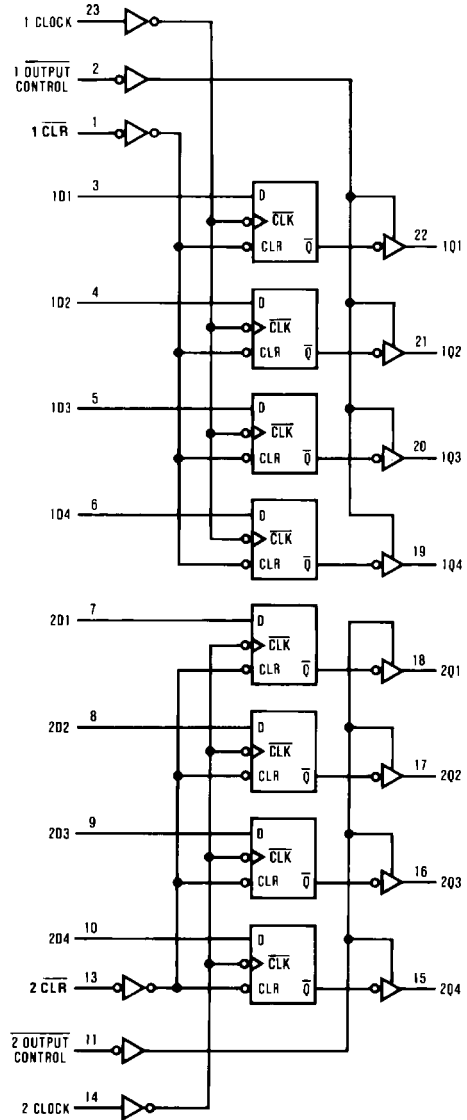 23
1 CLOCK
2
1 OUTPUT
CONTROL
1
1 CLR
3
1D1 D
CLK 22
CLR Q 1Q1
4
1D2 D
CLK 21
CLR Q 1Q2
5
1D3 D
CLK 20
CLR Q 1Q3
6
1D4 D
CLK 19
CLR Q 1Q4
7
2D1 D
CLK 18
CLR Q 2Q1
8
2D2 D
CLK 17
CLR Q 2Q2
9
2D3 D
CLK 16
CLR Q 2Q3
10
2D4 D
13 CLK 15
2 CLR CLR Q 2Q4
11
2 OUTPUT
CONTROL
14
2 CLOCK